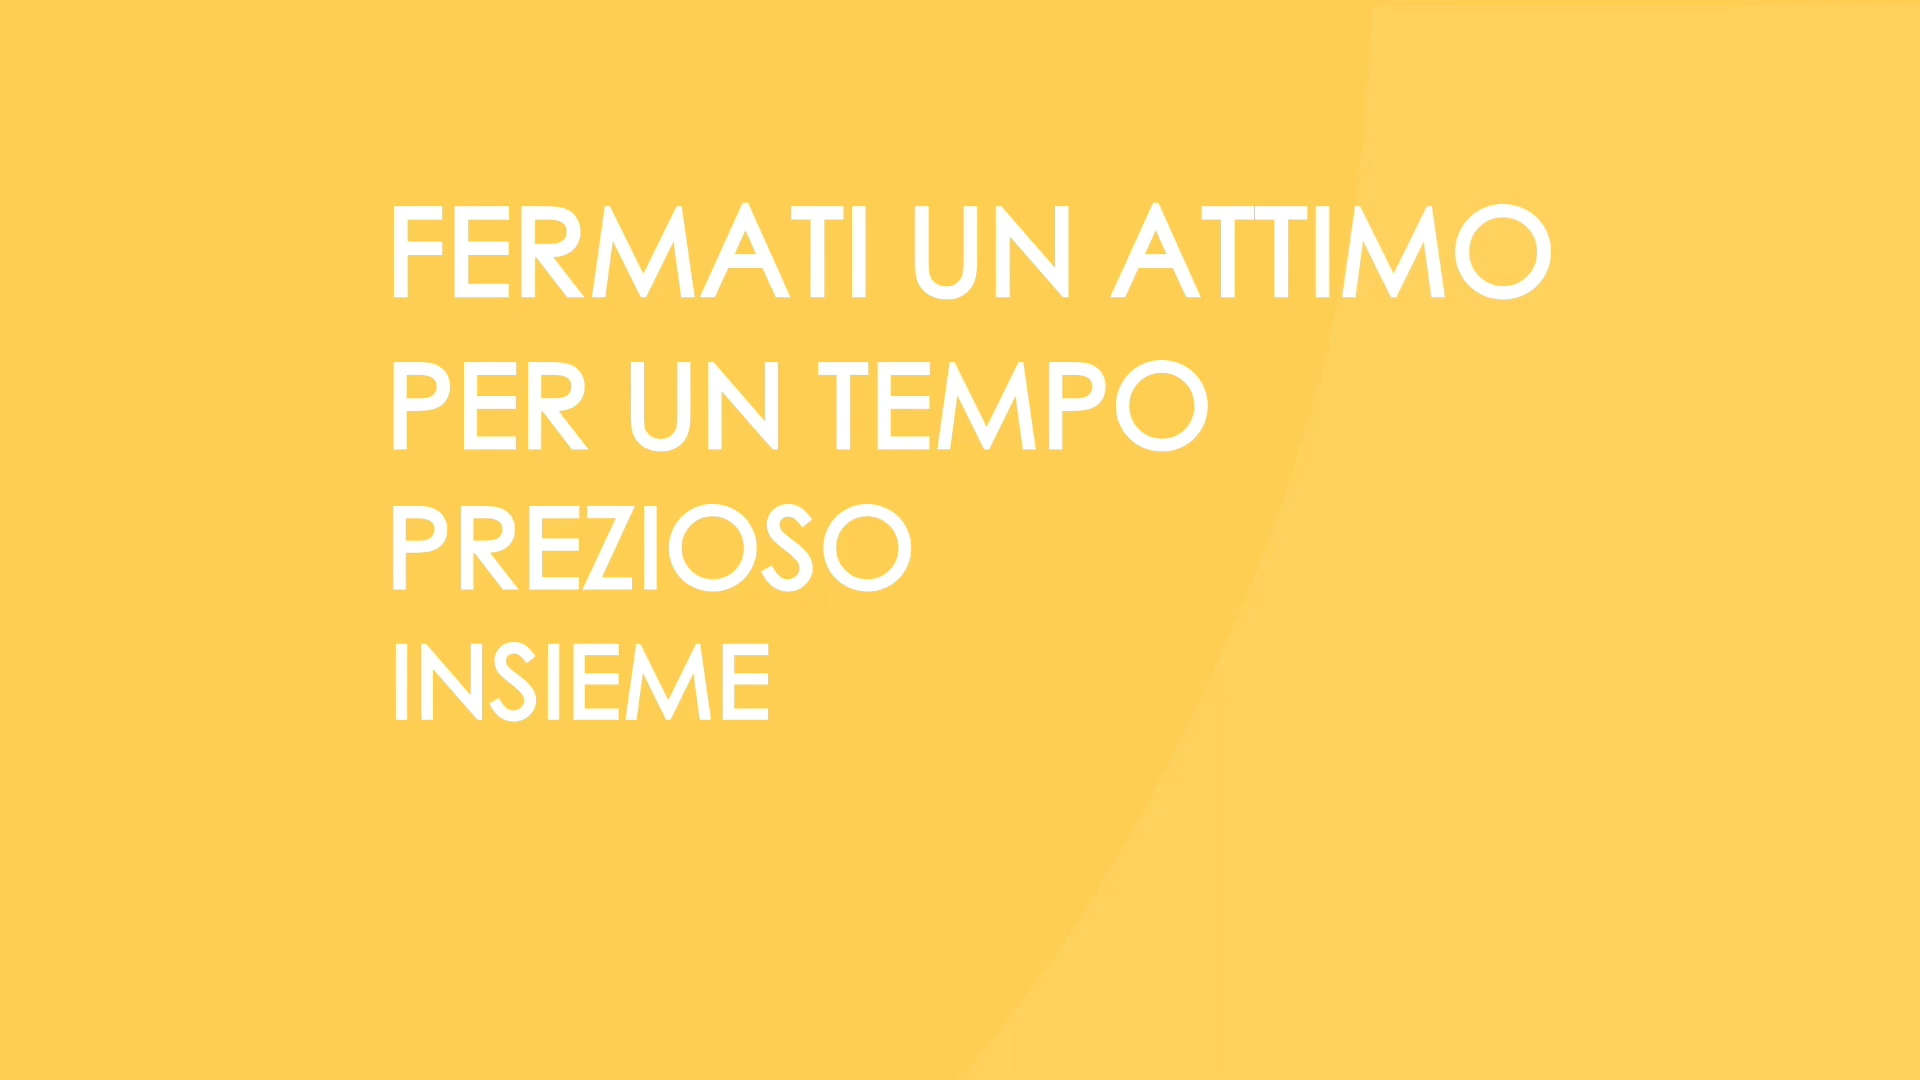 FERMATI UN ATTIMO
PER UN TEMPO
PREZIOSO
INSIEME